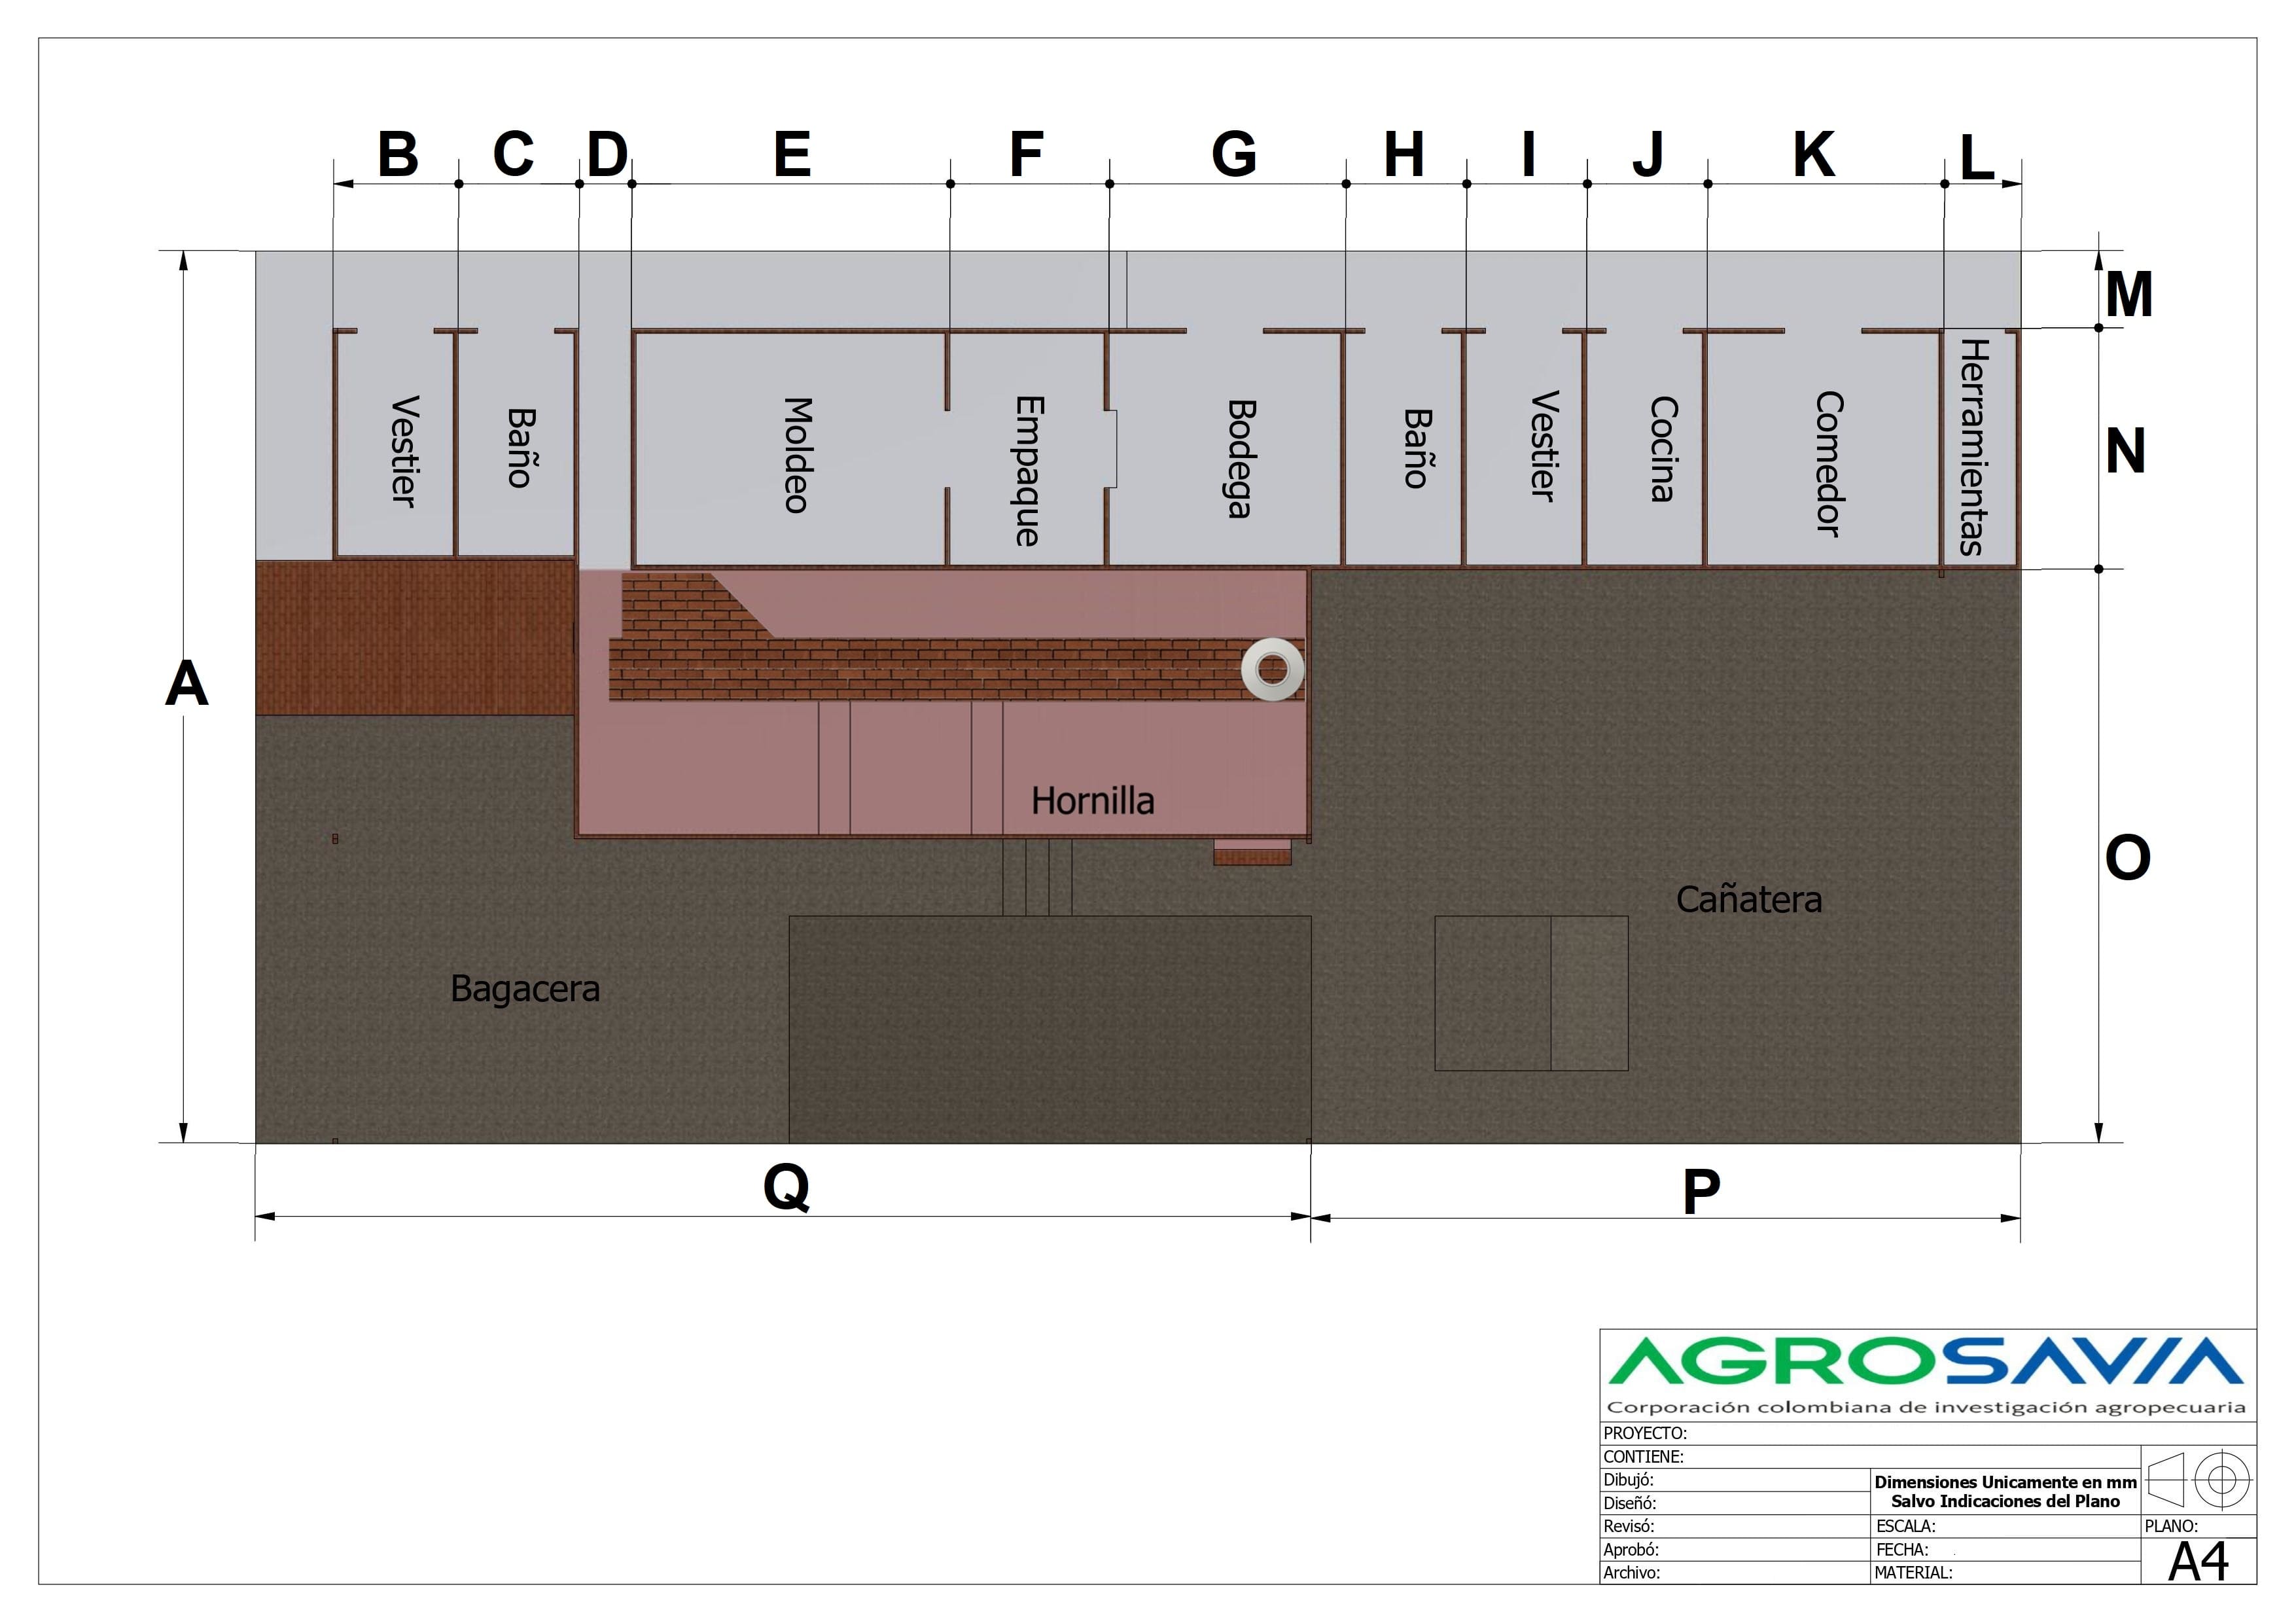 B C D E F G H I J K L
M
N
A
O
Vestier
Baño
Moldeo
Empaque
Bodega
Baño
Vestier
Cocina
Comedor
Herramientas
Hornilla
Cañatera
Bagacera
Q
P
AGROSAVIA
Corporación colombiana de investigación agropecuaria
PROYECTO:
CONTIENE:
Dibujó:
Dimensiones Unicamente en mm
Salvo Indicaciones del Plano
Diseñó:
Revisó:
ESCALA:
PLANO:
Aprobó:
FECHA:
A4
Archivo:
MATERIAL: